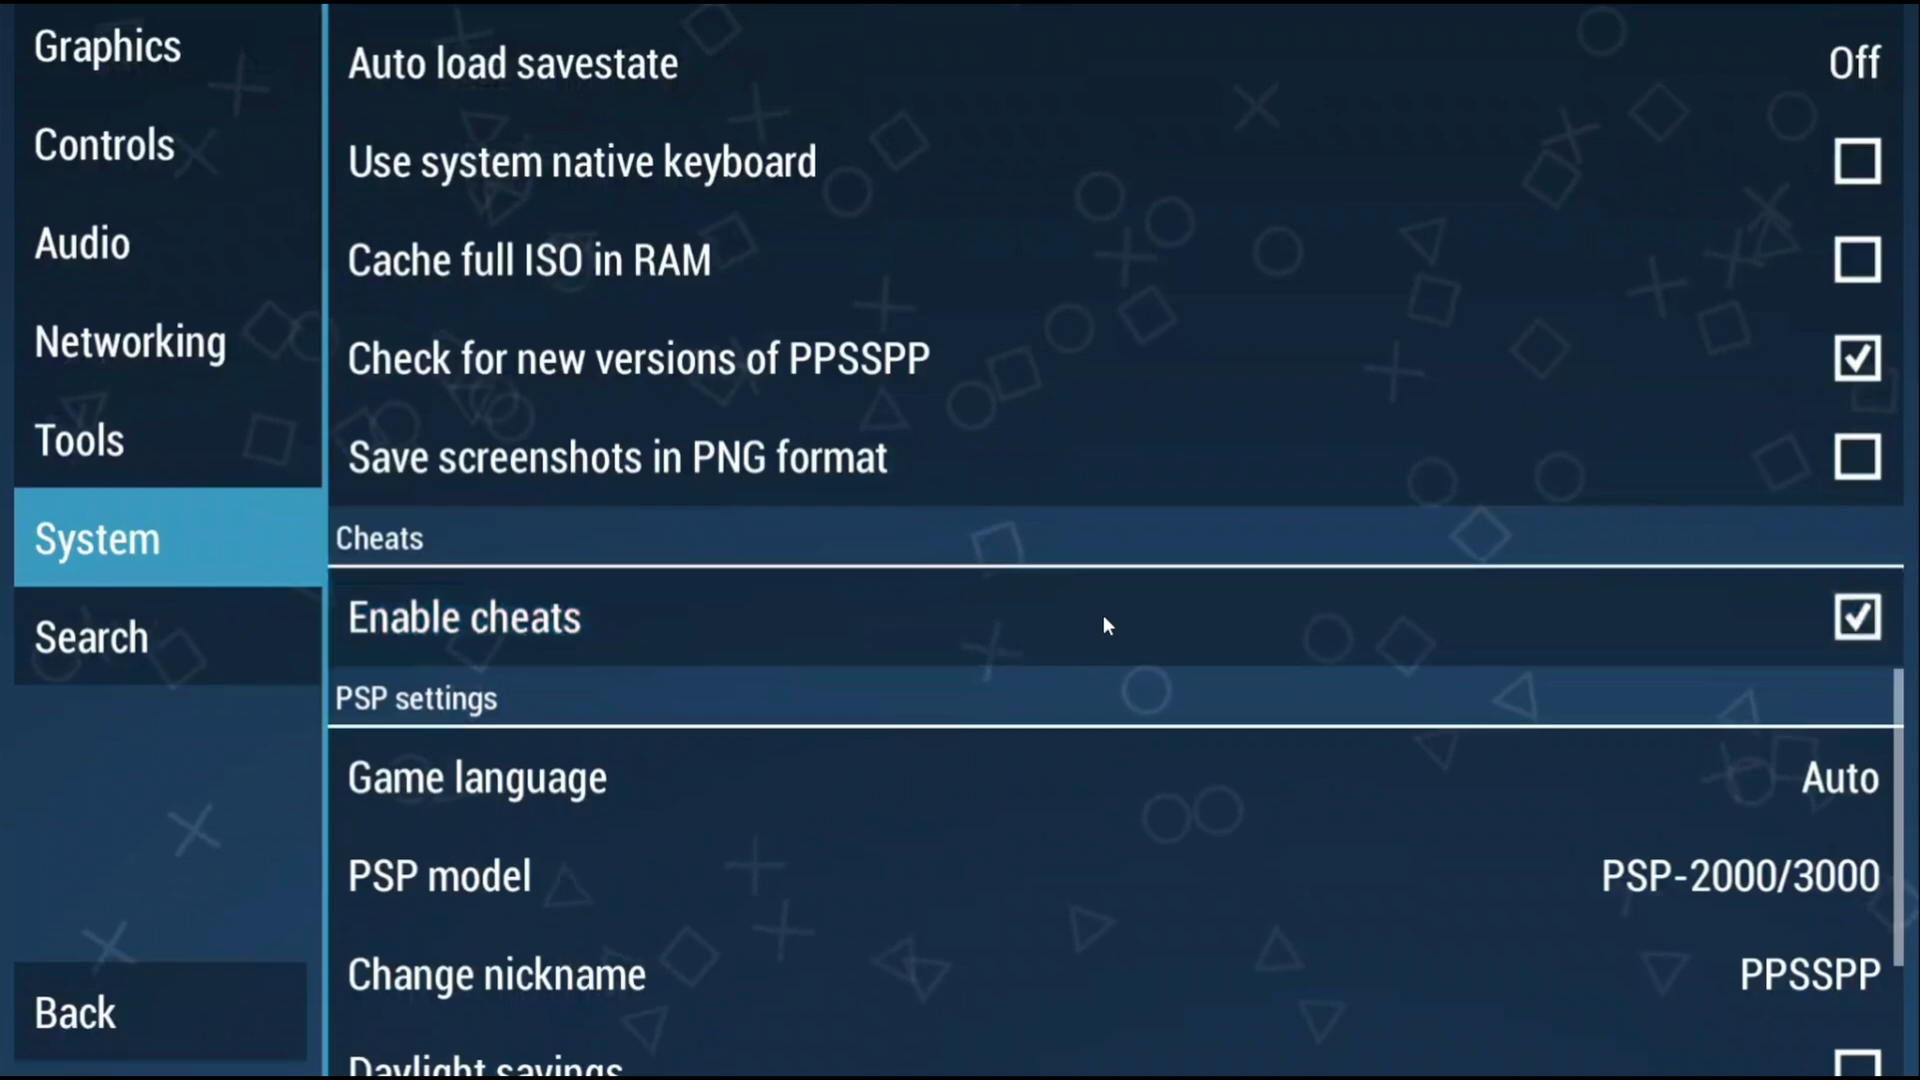 Graphics
Controls
Audio
Networking
Tools
System
Search
Back
Auto load savestate Off
Use system native keyboard
Cache full ISO in RAM
Check for new versions of PPSSPP
Save screenshots in PNG format
Cheats
Enable cheats
PSP settings
Game language Auto
PSP model PSP-2000/3000
Change nickname PPSSPP
Daylight savings